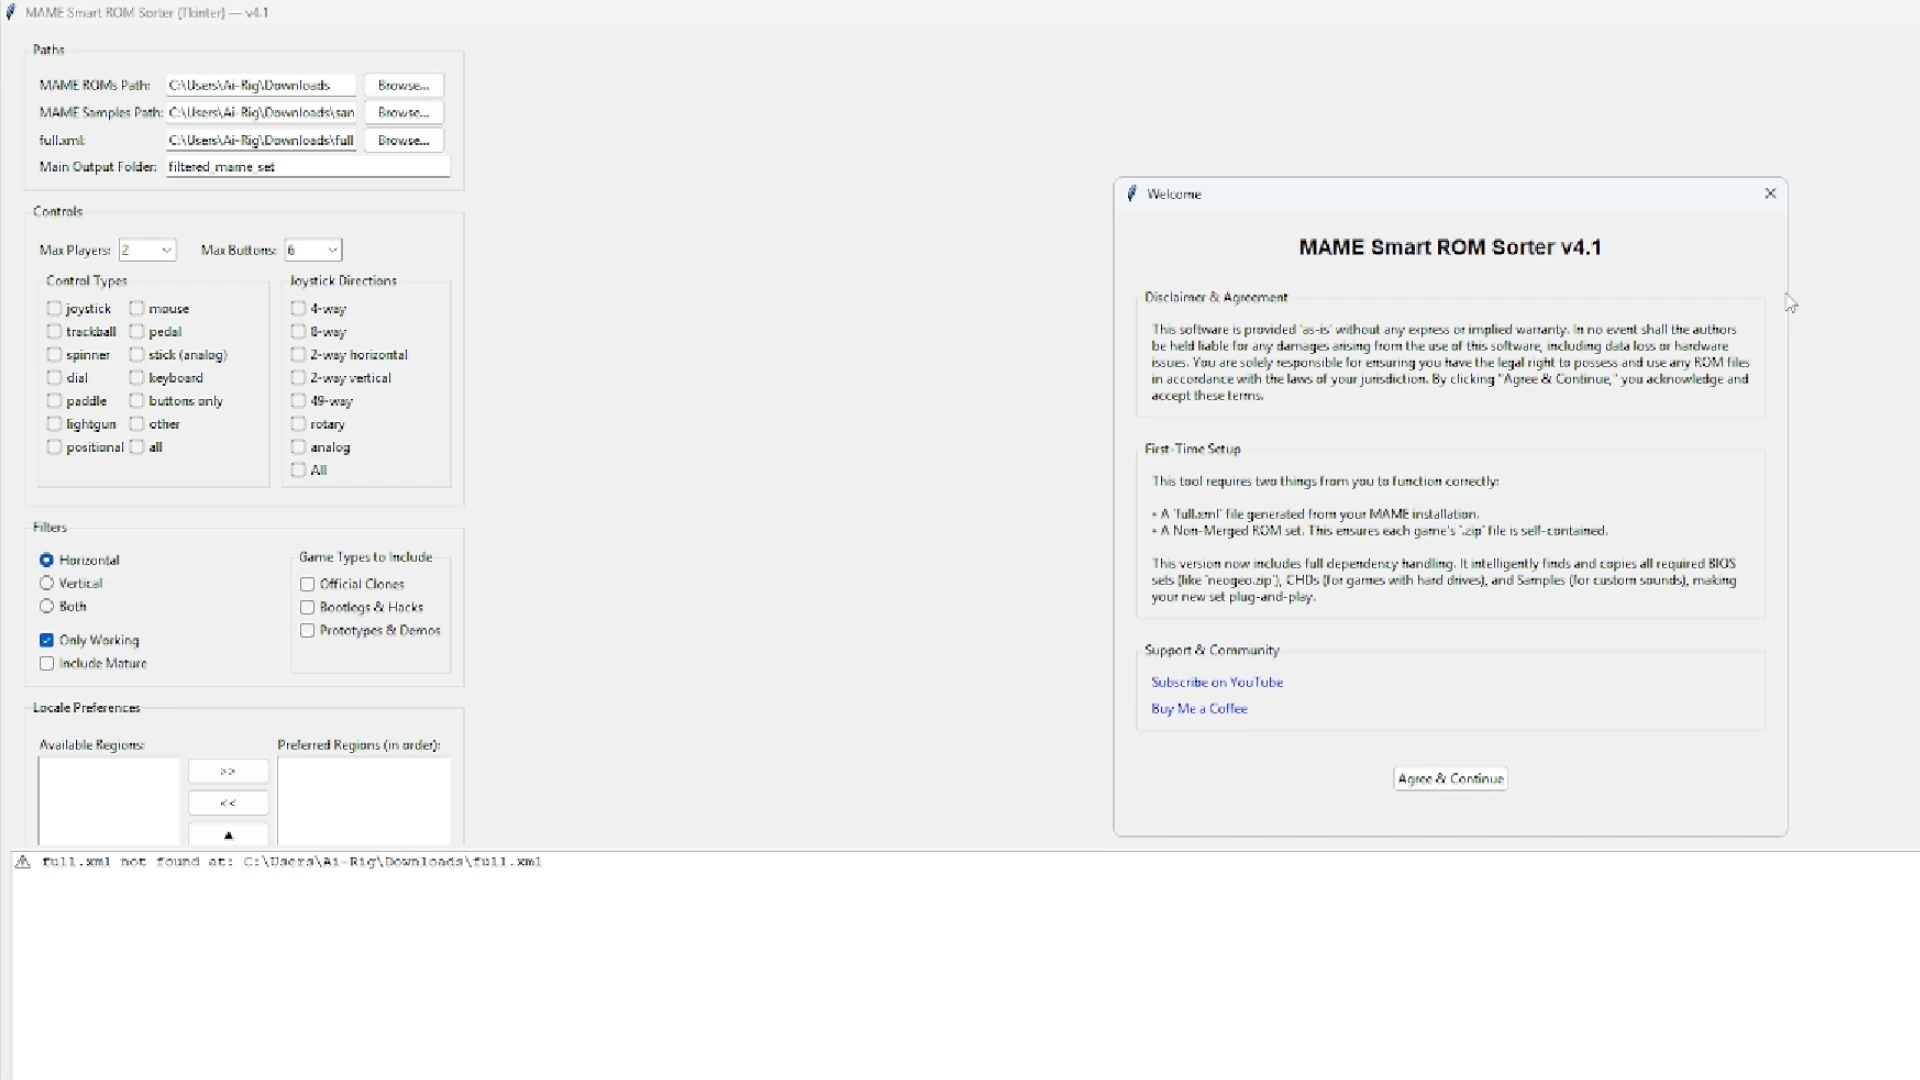 MAME Smart ROM Sorter (Tkinter) — v4.1
Paths
MAME ROMs Path: C:\Users\Ai-Rig\Downloads Browse...
MAME Samples Path: C:\Users\Ai-Rig\Downloads\san Browse...
full.xml: C:\Users\Ai-Rig\Downloads\full Browse...
Main Output Folder: filtered_mame_set
Controls
Max Players: 2 Max Buttons: 6
Control Types
joystick mouse
trackball pedal
spinner stick (analog)
dial keyboard
paddle buttons only
lightgun other
positional all
Joystick Directions
4-way
8-way
2-way horizontal
2-way vertical
49-way
rotary
analog
All
Filters
Horizontal
Vertical
Both
Only Working
Include Mature
Game Types to Include
Official Clones
Bootlegs & Hacks
Prototypes & Demos
Locale Preferences
Available Regions: Preferred Regions (in order):
>>
<<
▲
⚠ full.xml not found at: C:\Users\Ai-Rig\Downloads\full.xml
Welcome
MAME Smart ROM Sorter v4.1
Disclaimer & Agreement
This software is provided 'as-is' without any express or implied warranty. In no event shall the authors
be held liable for any damages arising from the use of this software, including data loss or hardware
issues. You are solely responsible for ensuring you have the legal right to possess and use any ROM files
in accordance with the laws of your jurisdiction. By clicking "Agree & Continue," you acknowledge and
accept these terms.
First-Time Setup
This tool requires two things from you to function correctly:
• A 'full.xml' file generated from your MAME installation.
• A Non-Merged ROM set. This ensures each game's '.zip' file is self-contained.
This version now includes full dependency handling. It intelligently finds and copies all required BIOS
sets (like 'neogeo.zip'), CHDs (for games with hard drives), and Samples (for custom sounds), making
your new set plug-and-play.
Support & Community
Subscribe on YouTube
Buy Me a Coffee
Agree & Continue